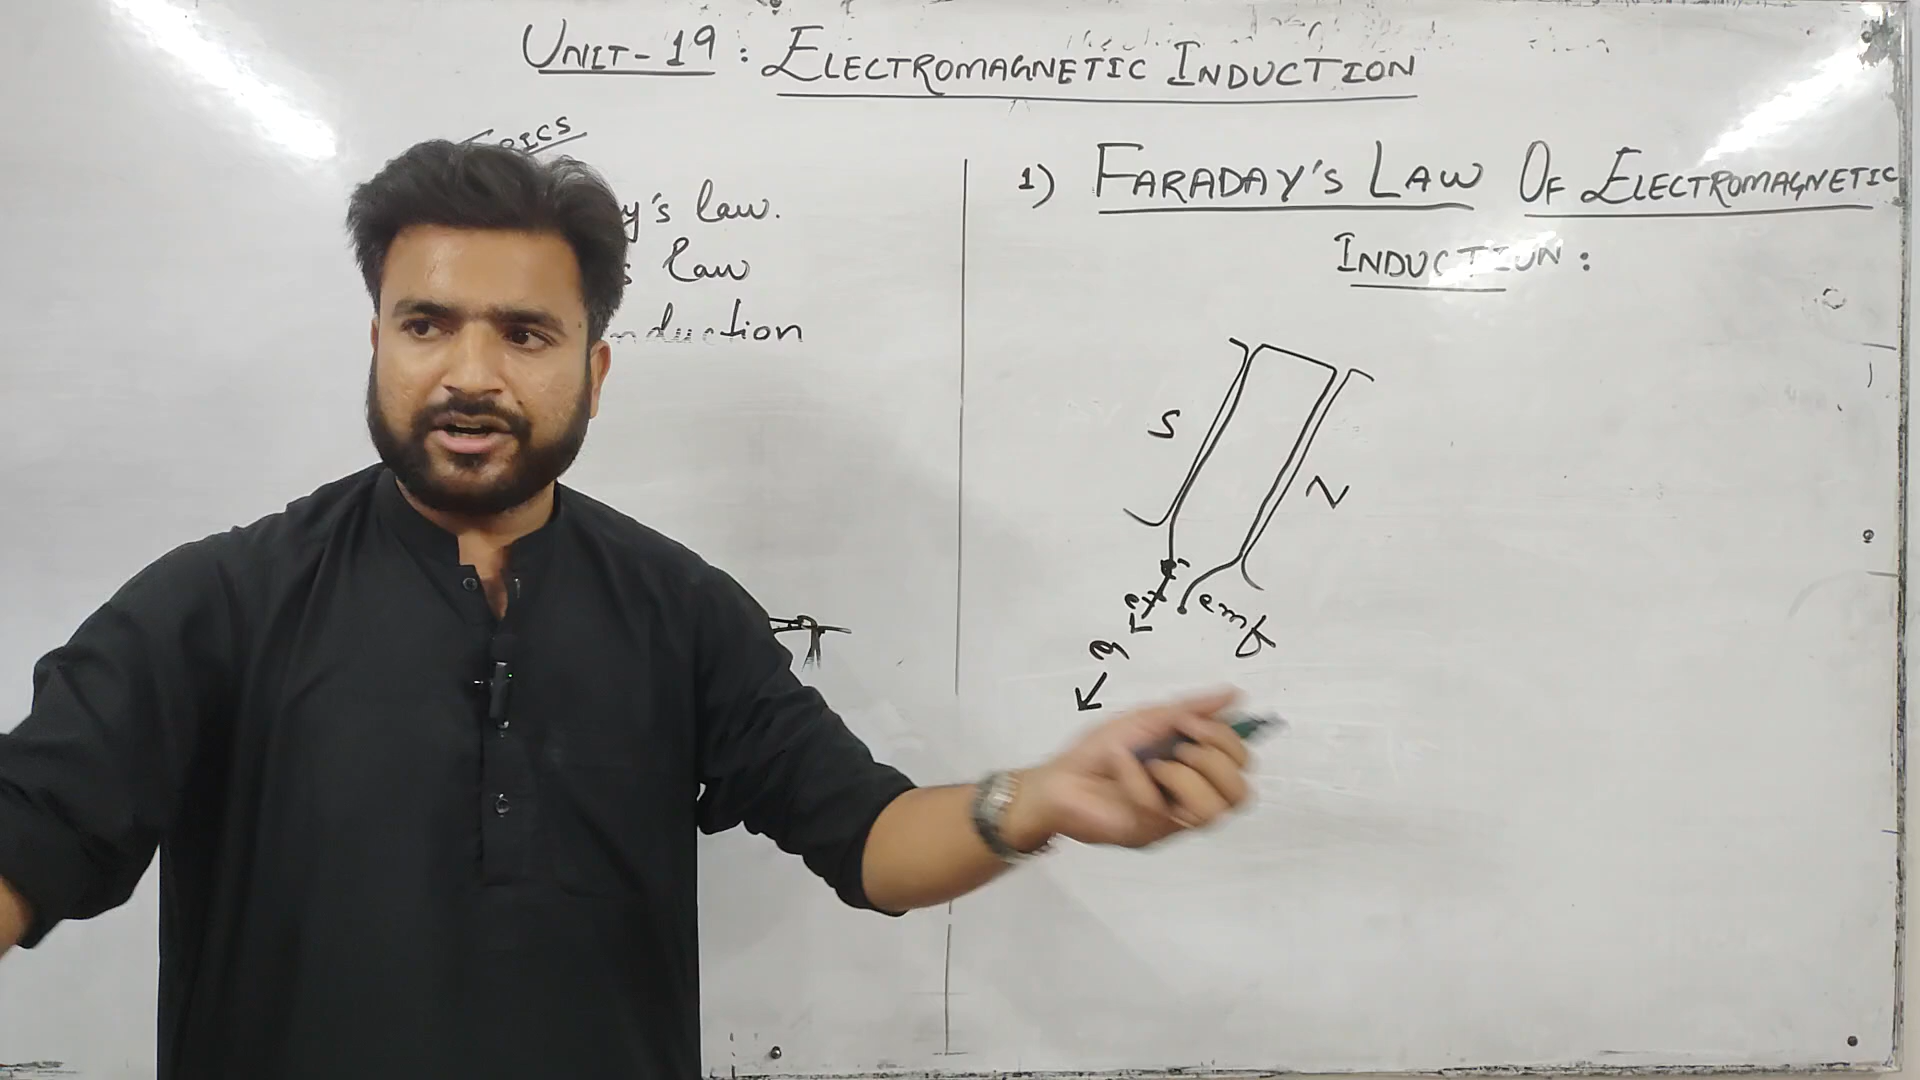 UNIT-19 : ELECTROMAGNETIC INDUCTION
y's law.
s law
nduction
1) FARADAY'S LAW OF ELECTROMAGNETIC
INDUCTION :
S
N
emf